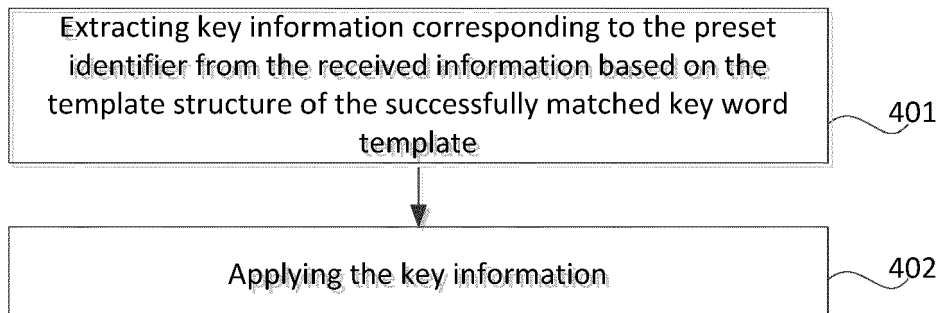 Extracting key information corresponding to the preset
identifier from the received information based on the
template structure of the successfully matched key word
template
401
Applying the key information
402